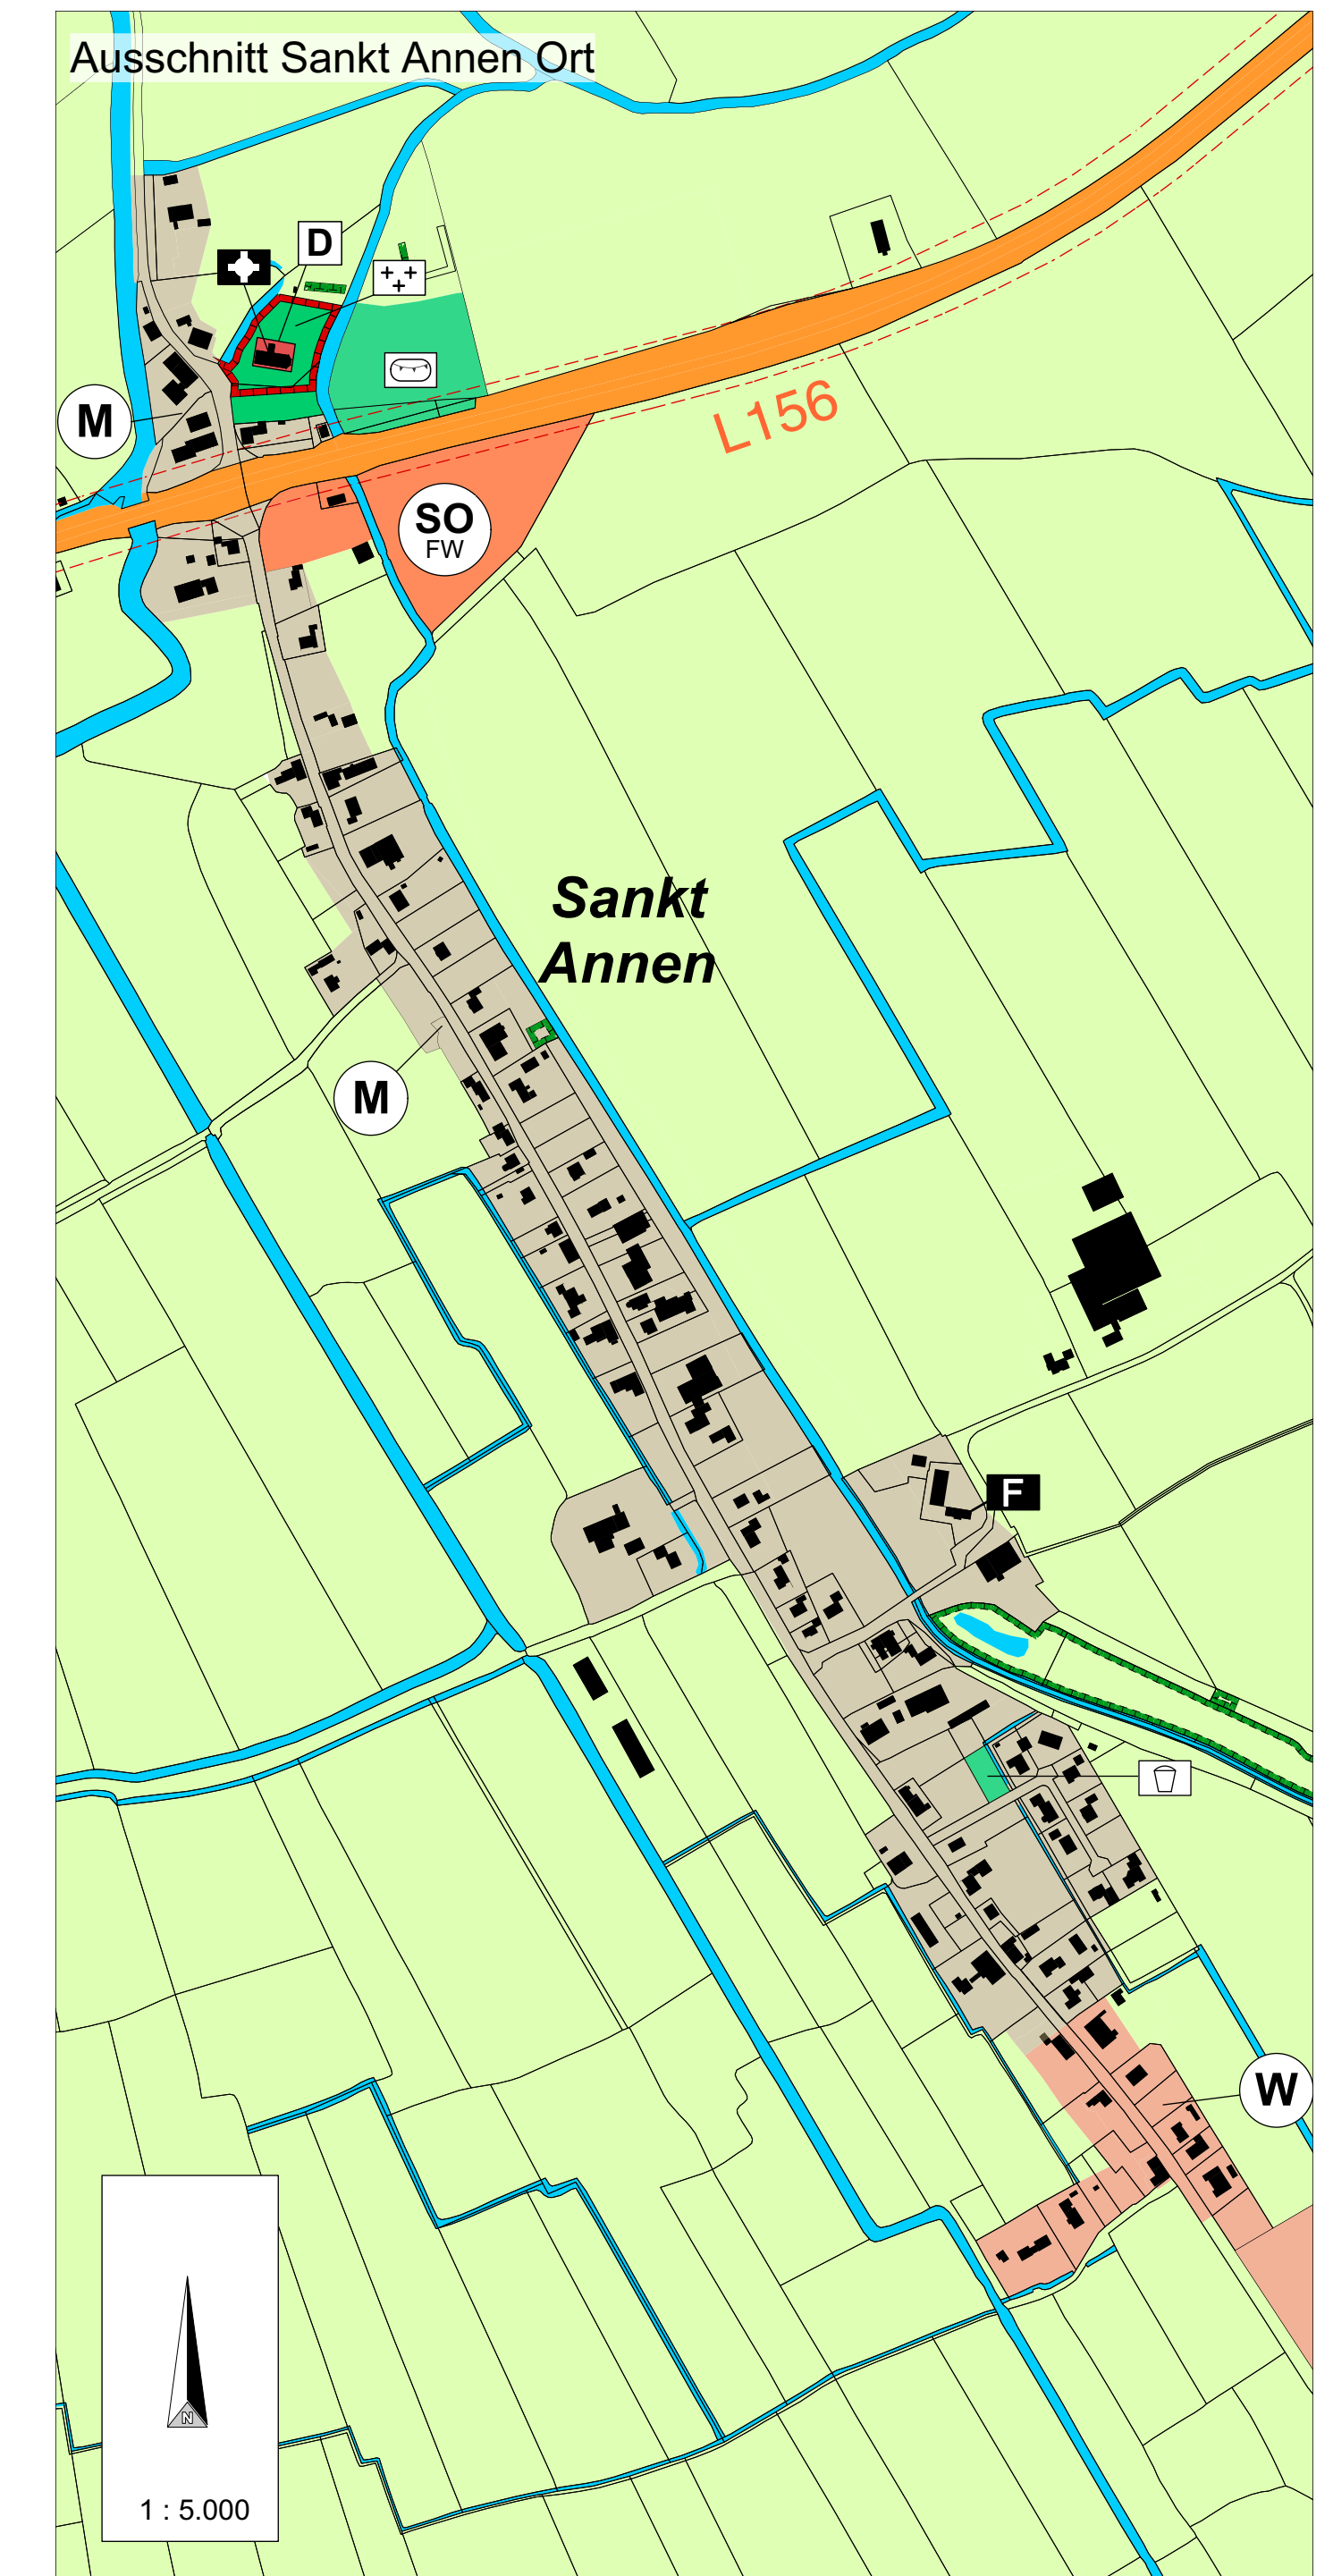 Ausschnitt Sankt Annen Ort
D
M
L156
SO
FW
Sankt
Annen
M
F
W
N
1 : 5.000